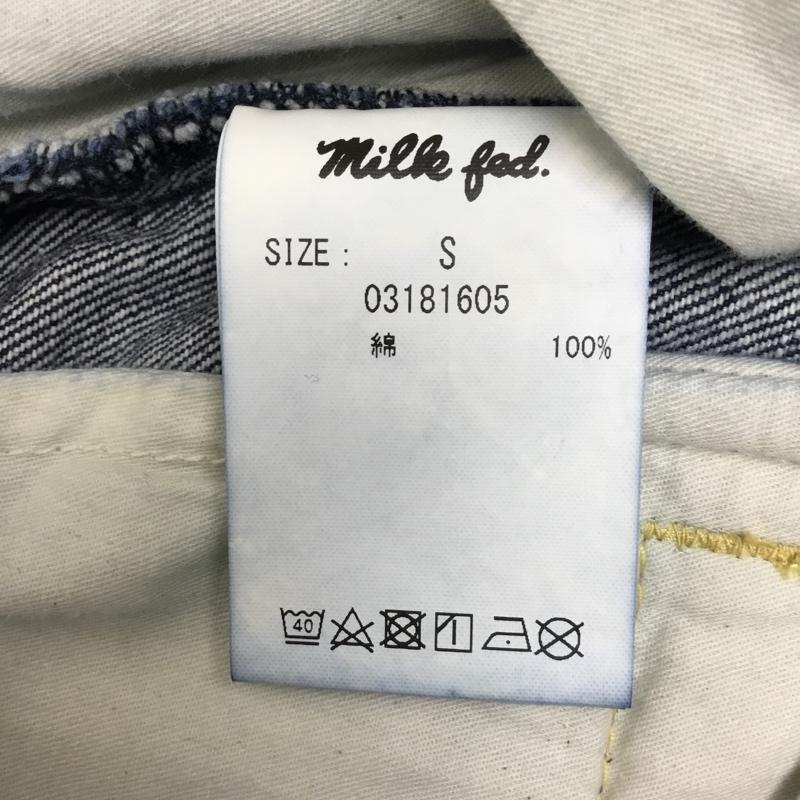 Milk fed.
SIZE : S
03181605
綿 100%
40